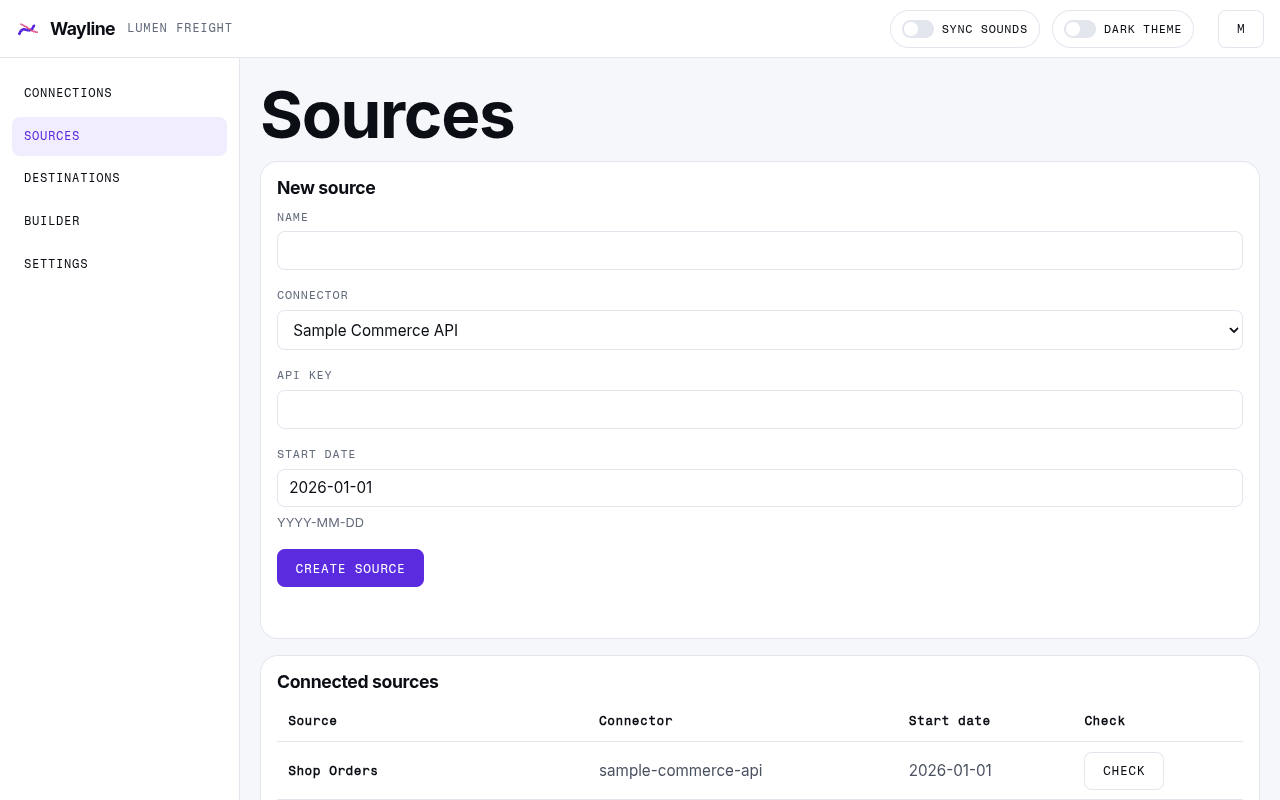 Wayline LUMEN FREIGHT SYNC SOUNDS DARK THEME M
CONNECTIONS
SOURCES
DESTINATIONS
BUILDER
SETTINGS
Sources
New source
NAME
CONNECTOR
Sample Commerce API
API KEY
START DATE
2026-01-01
YYYY-MM-DD
CREATE SOURCE
Connected sources
Source Connector Start date Check
Shop Orders sample-commerce-api 2026-01-01 CHECK